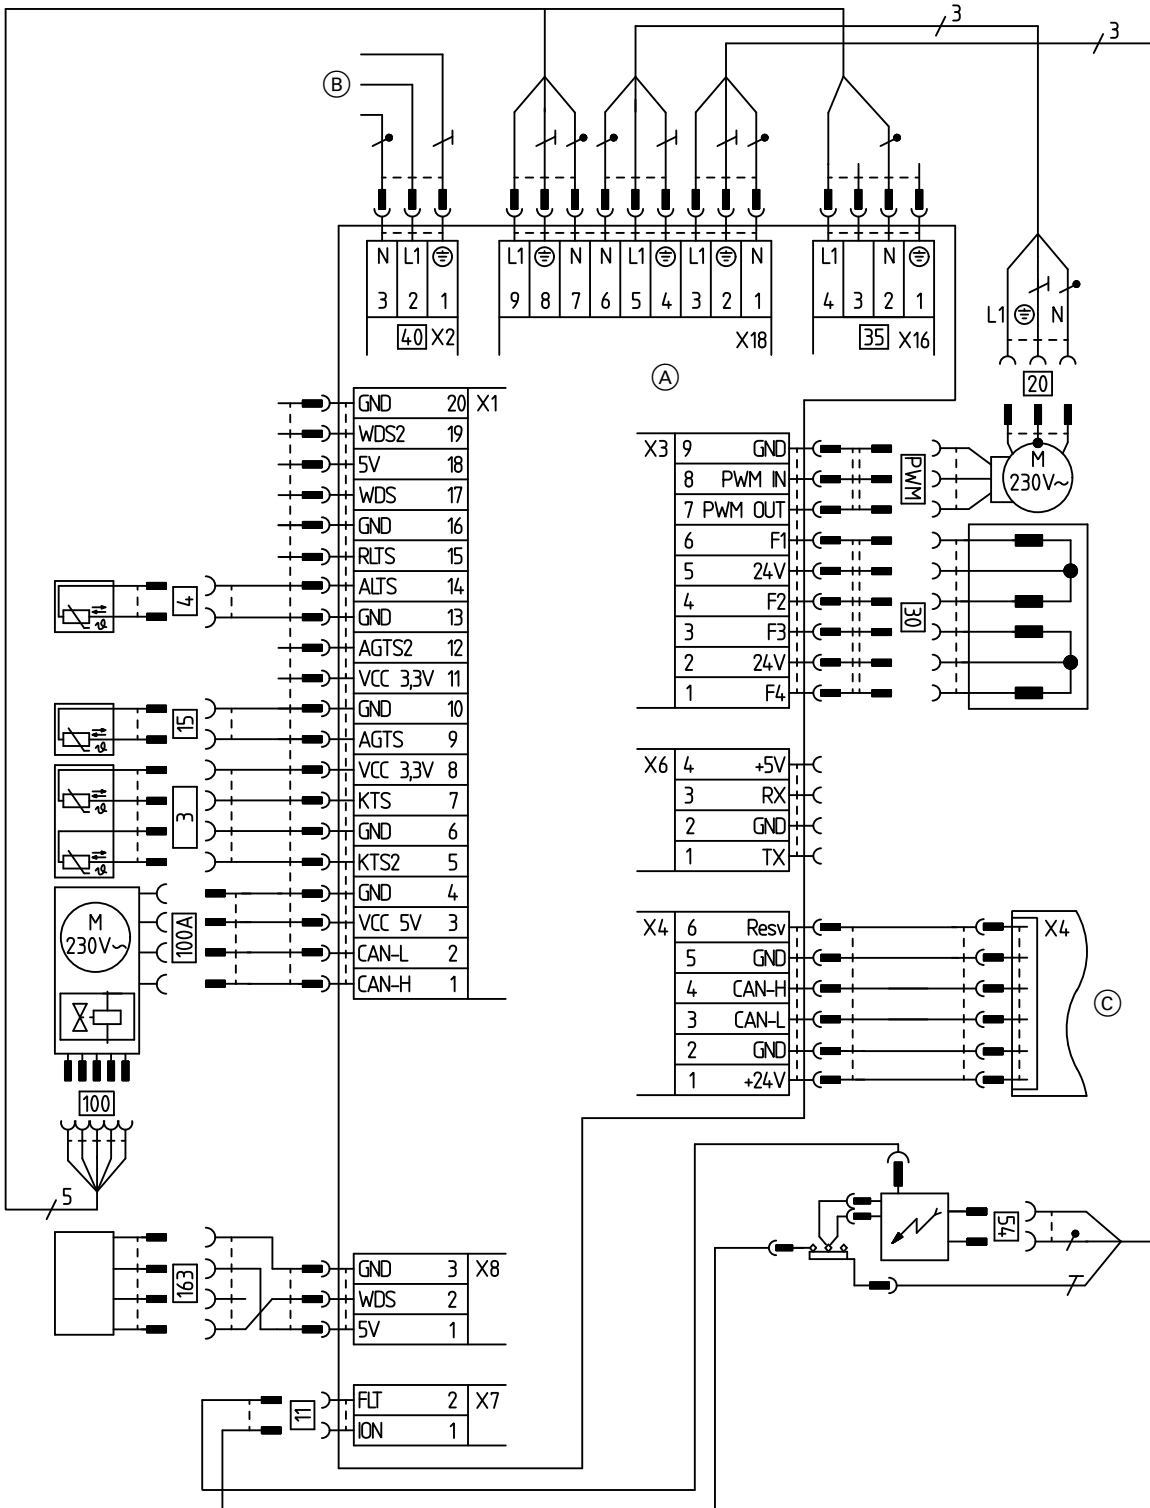 3
3
B
N L1
3 2 1
40 X2
L1 N N L1 L1 N
9 8 7 6 5 4 3 2 1
X18
L1 N
4 3 2 1
35 X16
L1 N
20
M
230V~
A
GND 20 X1
WDS2 19
5V 18
WDS 17
GND 16
RLTS 15
ALTS 14
GND 13
AGTS2 12
VCC 3,3V 11
GND 10
AGTS 9
VCC 3,3V 8
KTS 7
GND 6
KTS2 5
GND 4
VCC 5V 3
CAN-L 2
CAN-H 1
4
ϑ
15
ϑ
3
ϑ
ϑ
100A
M
230V~
100
5
X3 9 GND
8 PWM IN
7 PWM OUT
6 F1
5 24V
4 F2
3 F3
2 24V
1 F4
PWM
30
X6 4 +5V
3 RX
2 GND
1 TX
X4 6 Resv
5 GND
4 CAN-H
3 CAN-L
2 GND
1 +24V
X4
C
54
163
GND 3 X8
WDS 2
5V 1
11
FLT 2 X7
ION 1